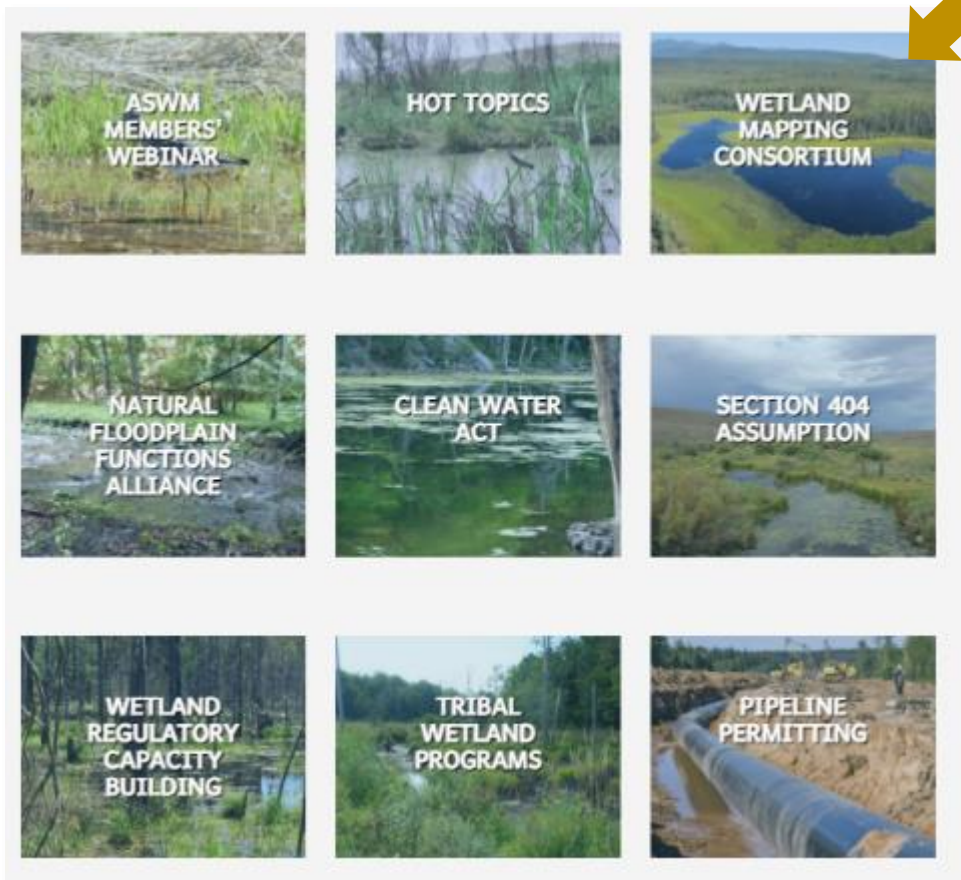 ASWM
MEMBERS'
WEBINAR
HOT TOPICS
WETLAND
MAPPING
CONSORTIUM
NATURAL
FLOODPLAIN
FUNCTIONS
ALLIANCE
CLEAN WATER
ACT
SECTION 404
ASSUMPTION
WETLAND
REGULATORY
CAPACITY
BUILDING
TRIBAL
WETLAND
PROGRAMS
PIPELINE
PERMITTING